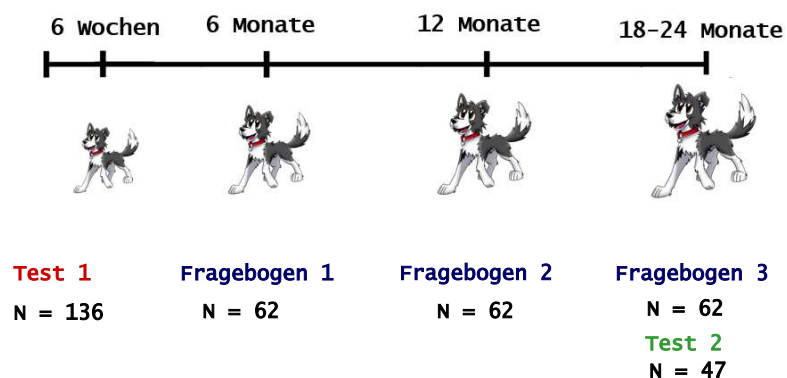 6 Wochen
6 Monate
12 Monate
18-24 Monate
Test 1
Fragebogen 1
Fragebogen 2
Fragebogen 3
N = 136
N = 62
N = 62
N = 62
Test 2
N = 47